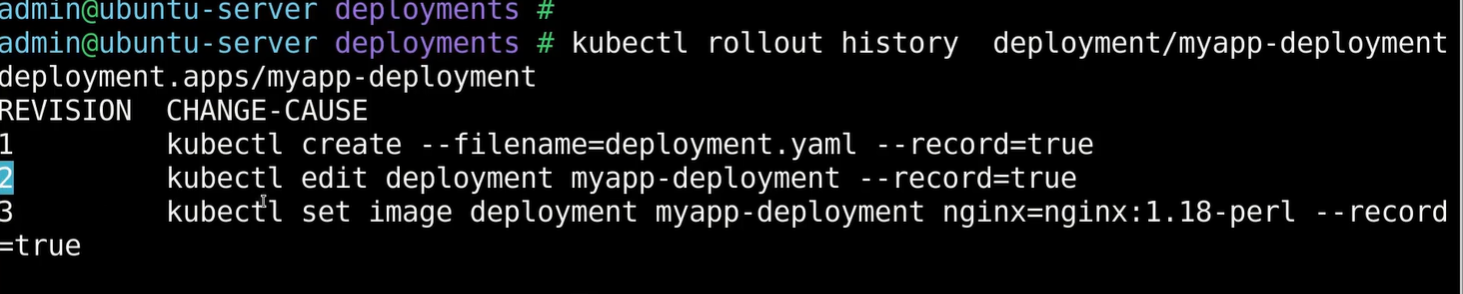 admin@ubuntu-server deployments #
admin@ubuntu-server deployments # kubectl rollout history  deployment/myapp-deployment
deployment.apps/myapp-deployment
REVISION  CHANGE-CAUSE
1         kubectl create --filename=deployment.yaml --record=true
2         kubectl edit deployment myapp-deployment --record=true
3         kubectl set image deployment myapp-deployment nginx=nginx:1.18-perl --record
=true